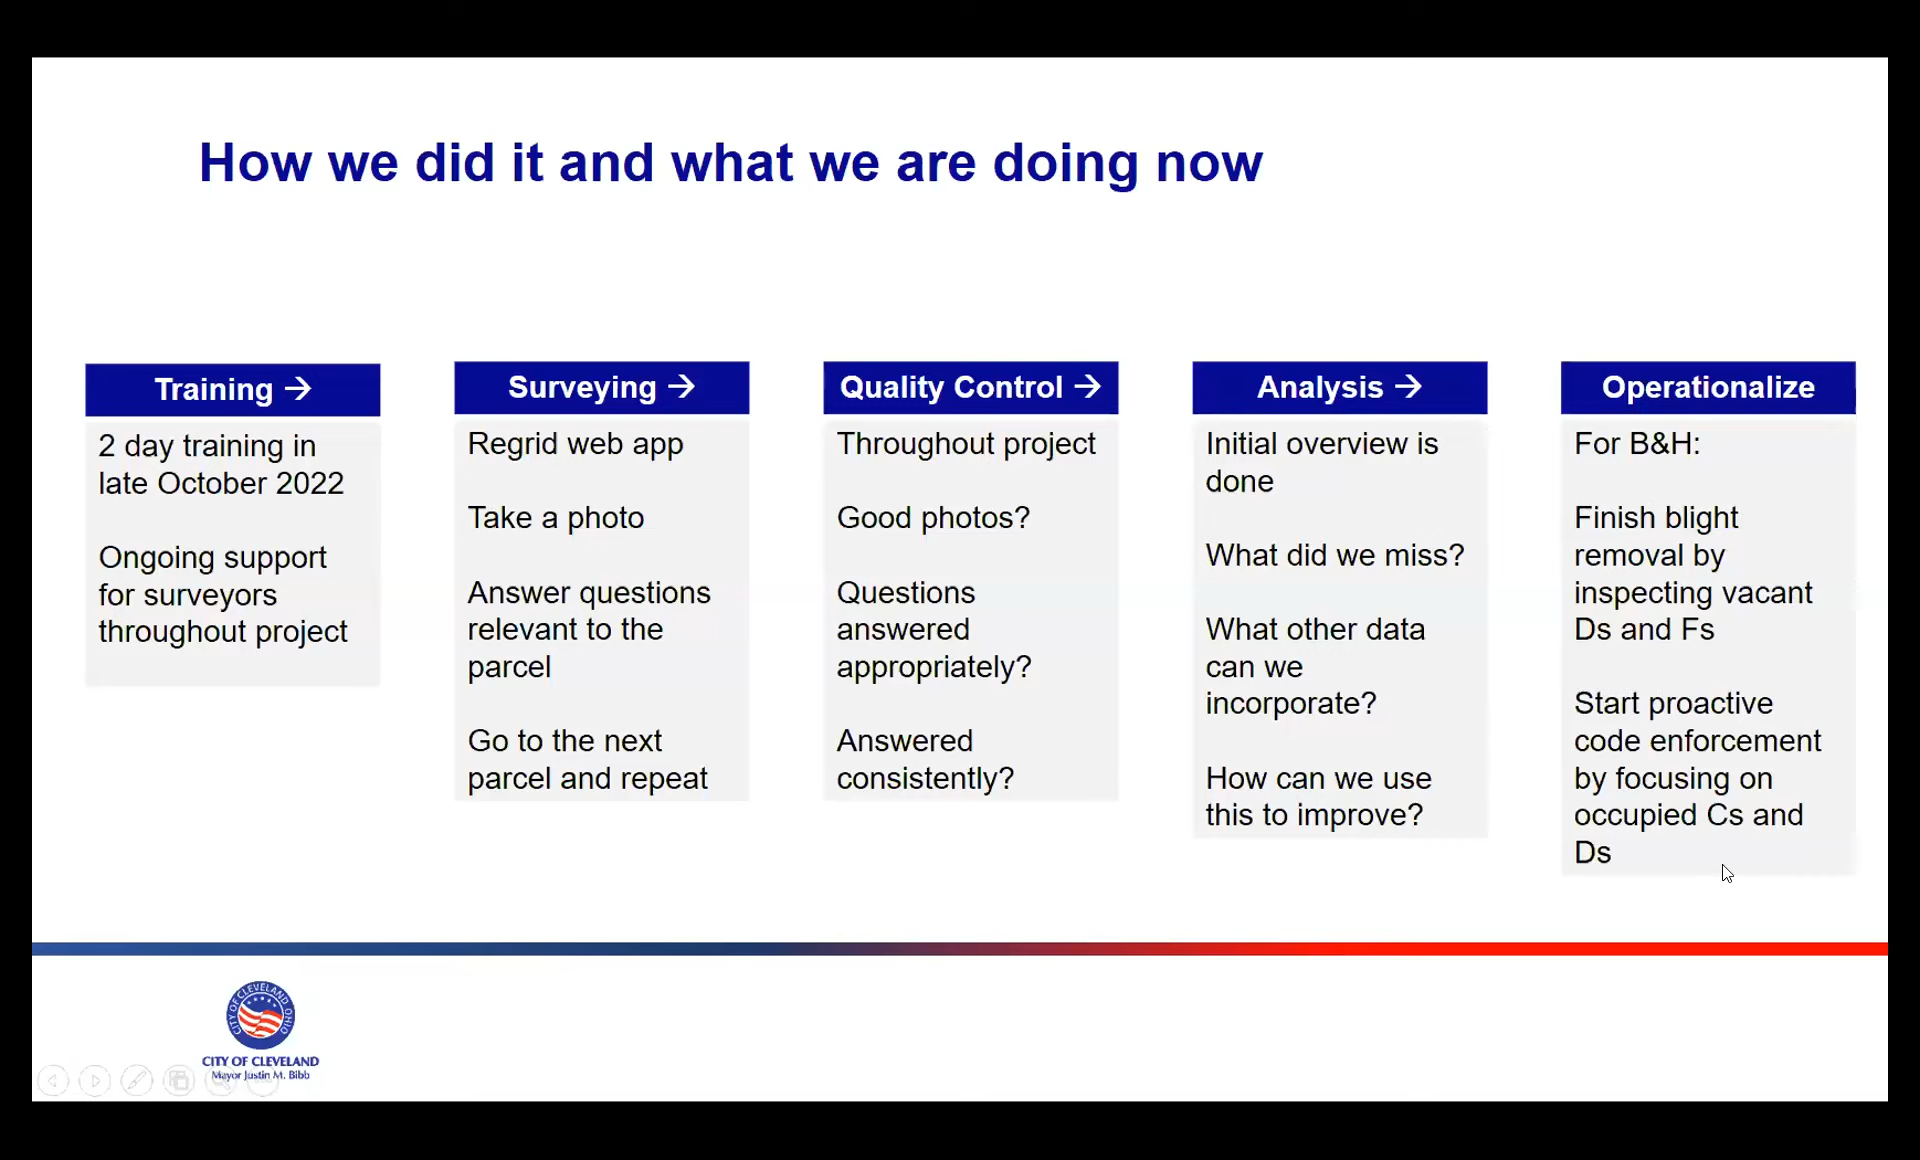 How we did it and what we are doing now
Training →
2 day training in
late October 2022
Ongoing support
for surveyors
throughout project
Surveying →
Regrid web app
Take a photo
Answer questions
relevant to the
parcel
Go to the next
parcel and repeat
Quality Control →
Throughout project
Good photos?
Questions
answered
appropriately?
Answered
consistently?
Analysis →
Initial overview is
done
What did we miss?
What other data
can we
incorporate?
How can we use
this to improve?
Operationalize
For B&H:
Finish blight
removal by
inspecting vacant
Ds and Fs
Start proactive
code enforcement
by focusing on
occupied Cs and
Ds
CITY OF CLEVELAND OHIO
CITY OF CLEVELAND
Mayor Justin M. Bibb